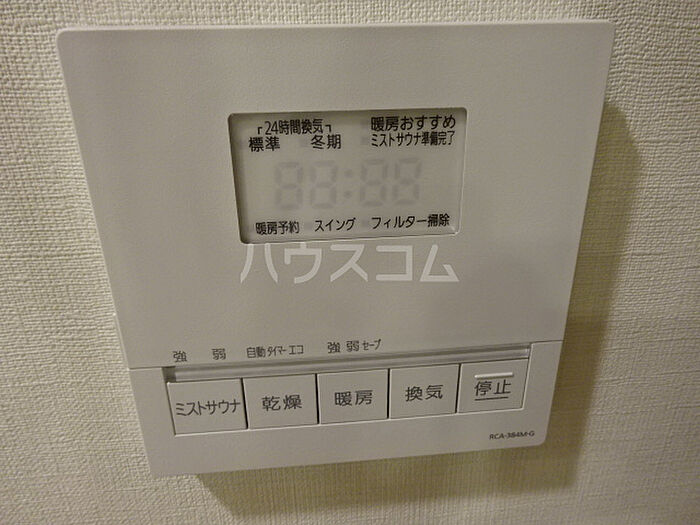 ┌24時間換気┐ 暖房おすすめ
標準 冬期 ミストサウナ準備完了
88:88
暖房予約 スイング フィルター掃除
ハウスコム
強 弱 自動 タイマー エコ 強 弱 セーブ
ミストサウナ 乾燥 暖房 換気 停止
RCA-384M-G